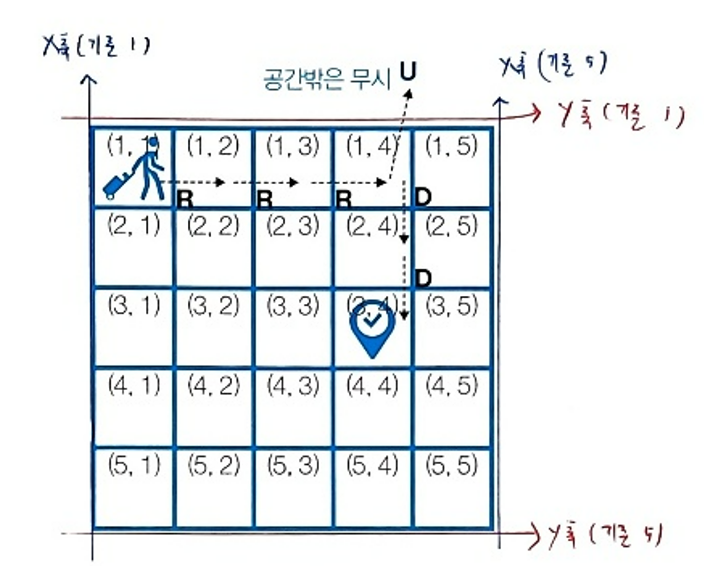 X축 (기준 1)
X축 (기준 5)
공간밖은 무시 U
Y축 (기준 1)
(1, 1) (1, 2) (1, 3) (1, 4) (1, 5)
R R R D
(2, 1) (2, 2) (2, 3) (2, 4) (2, 5)
D
(3, 1) (3, 2) (3, 3) (3, 4) (3, 5)
(4, 1) (4, 2) (4, 3) (4, 4) (4, 5)
(5, 1) (5, 2) (5, 3) (5, 4) (5, 5)
Y축 (기준 5)